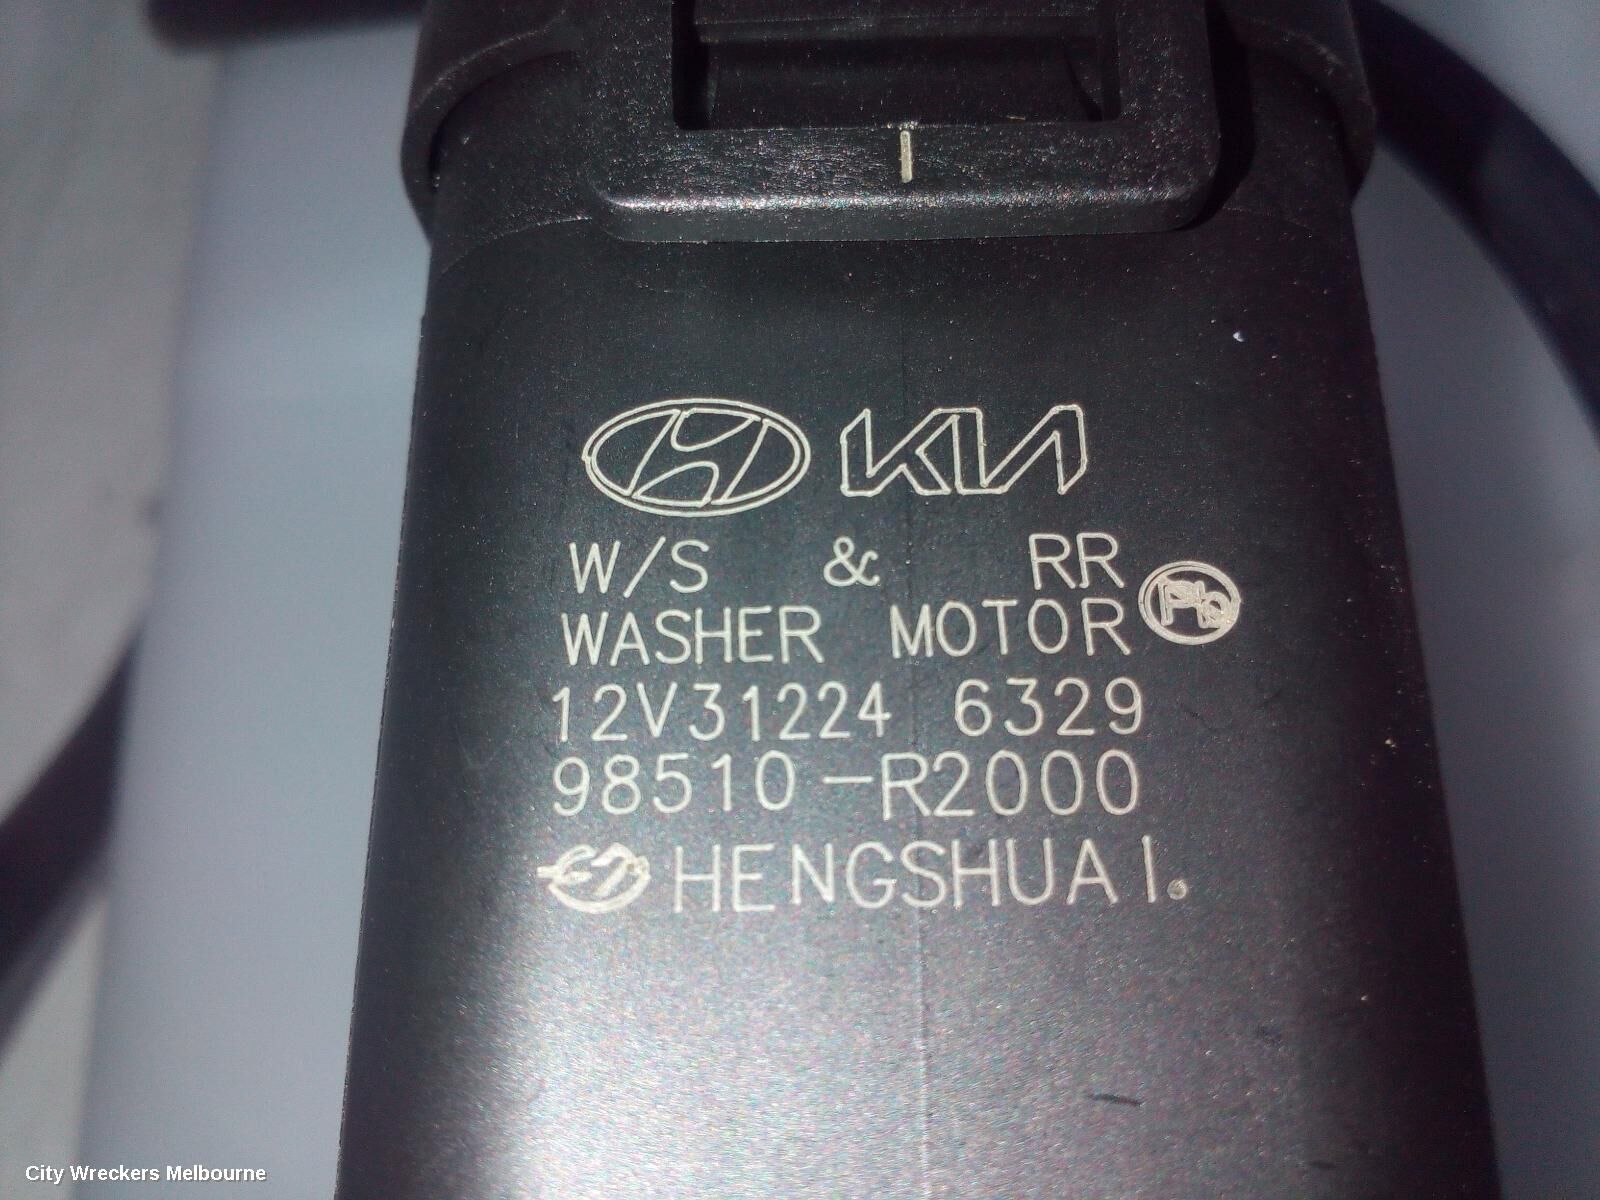 KIA
W/S & RR
WASHER MOTOR
12V31224 6329
98510-R2000
HENGSHUAI.
City Wreckers Melbourne